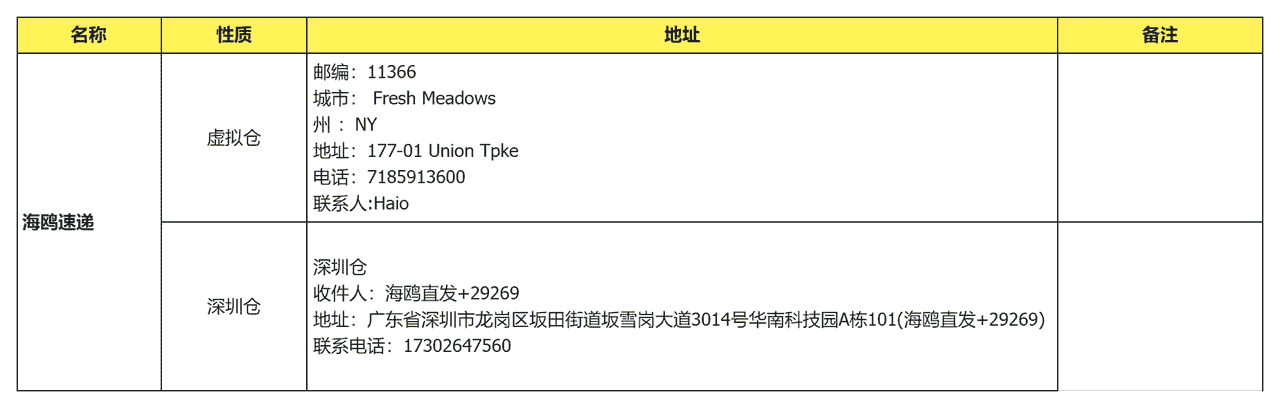 名称 性质 地址 备注
海鸥速递
虚拟仓
邮编：11366
城市： Fresh Meadows
州 ：NY
地址：177-01 Union Tpke
电话：7185913600
联系人:Haio
深圳仓
深圳仓
收件人：海鸥直发+29269
地址：广东省深圳市龙岗区坂田街道坂雪岗大道3014号华南科技园A栋101(海鸥直发+29269)
联系电话：17302647560